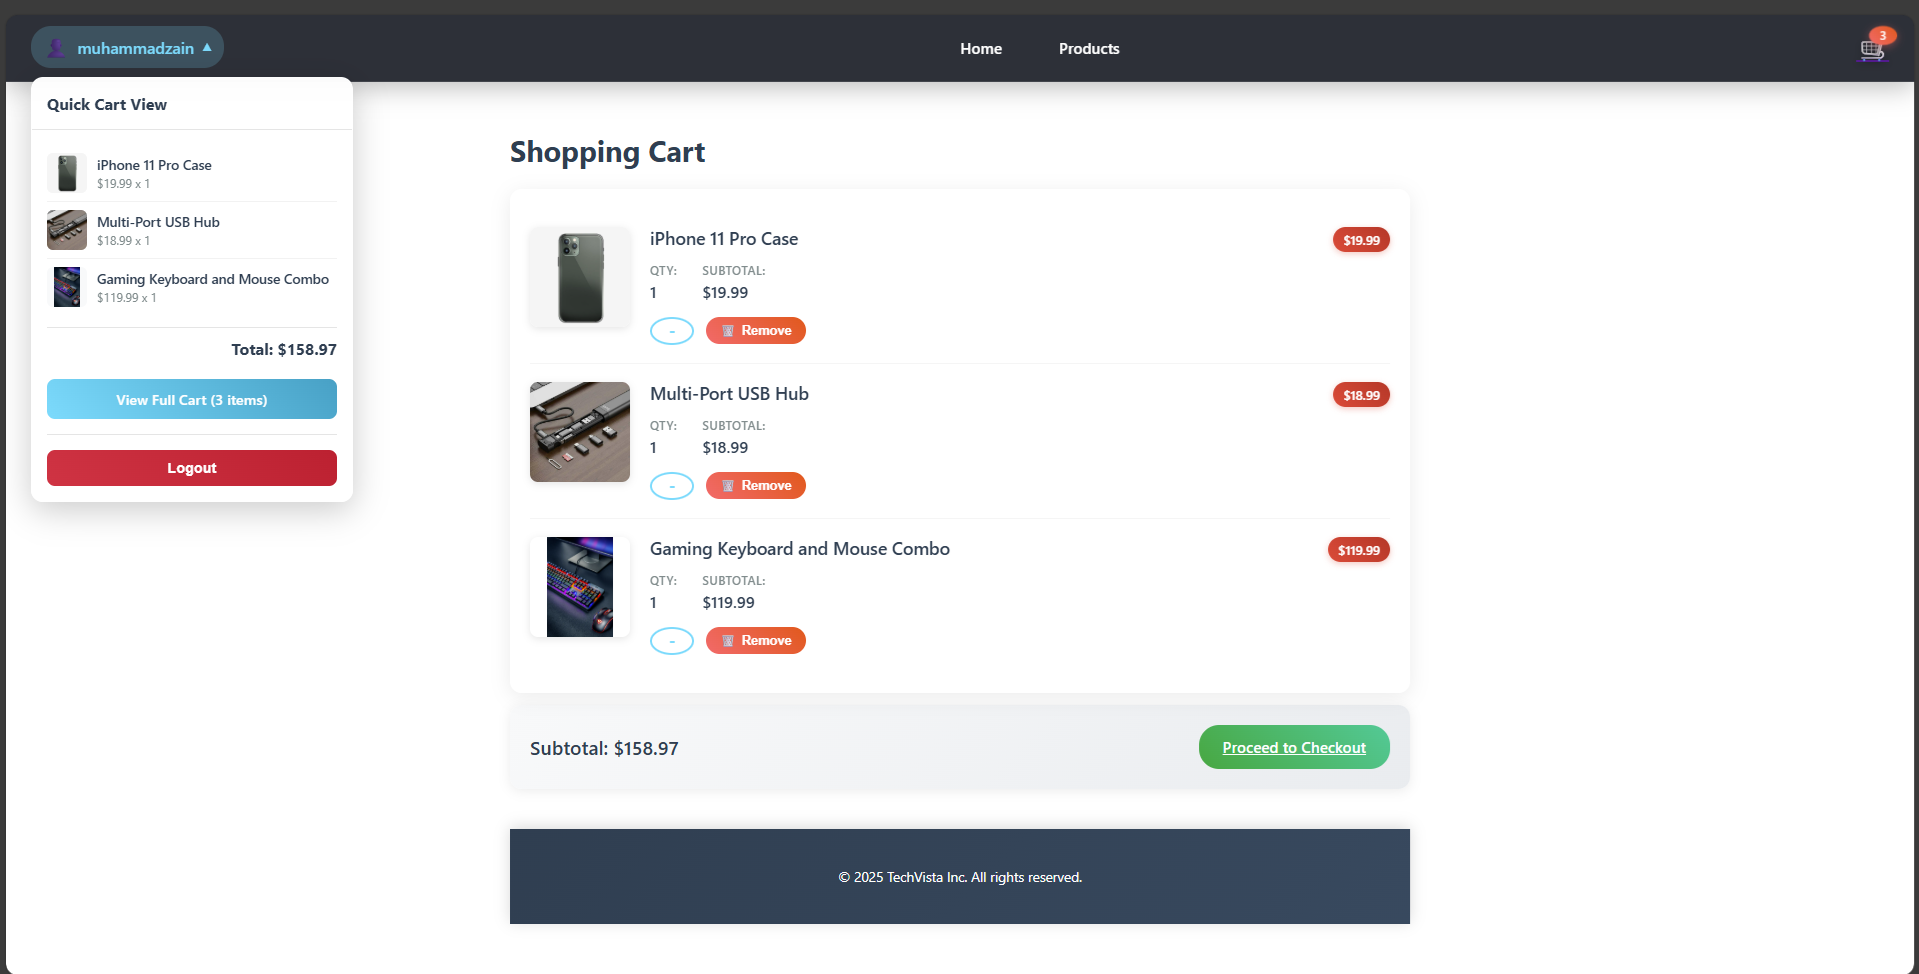 muhammadzain ▲
Home
Products
3
Quick Cart View
iPhone 11 Pro Case
$19.99 x 1
Multi-Port USB Hub
$18.99 x 1
Gaming Keyboard and Mouse Combo
$119.99 x 1
Total: $158.97
View Full Cart (3 items)
Logout
Shopping Cart
iPhone 11 Pro Case
$19.99
QTY: SUBTOTAL:
1 $19.99
- Remove
Multi-Port USB Hub
$18.99
QTY: SUBTOTAL:
1 $18.99
- Remove
Gaming Keyboard and Mouse Combo
$119.99
QTY: SUBTOTAL:
1 $119.99
- Remove
Subtotal: $158.97
Proceed to Checkout
© 2025 TechVista Inc. All rights reserved.